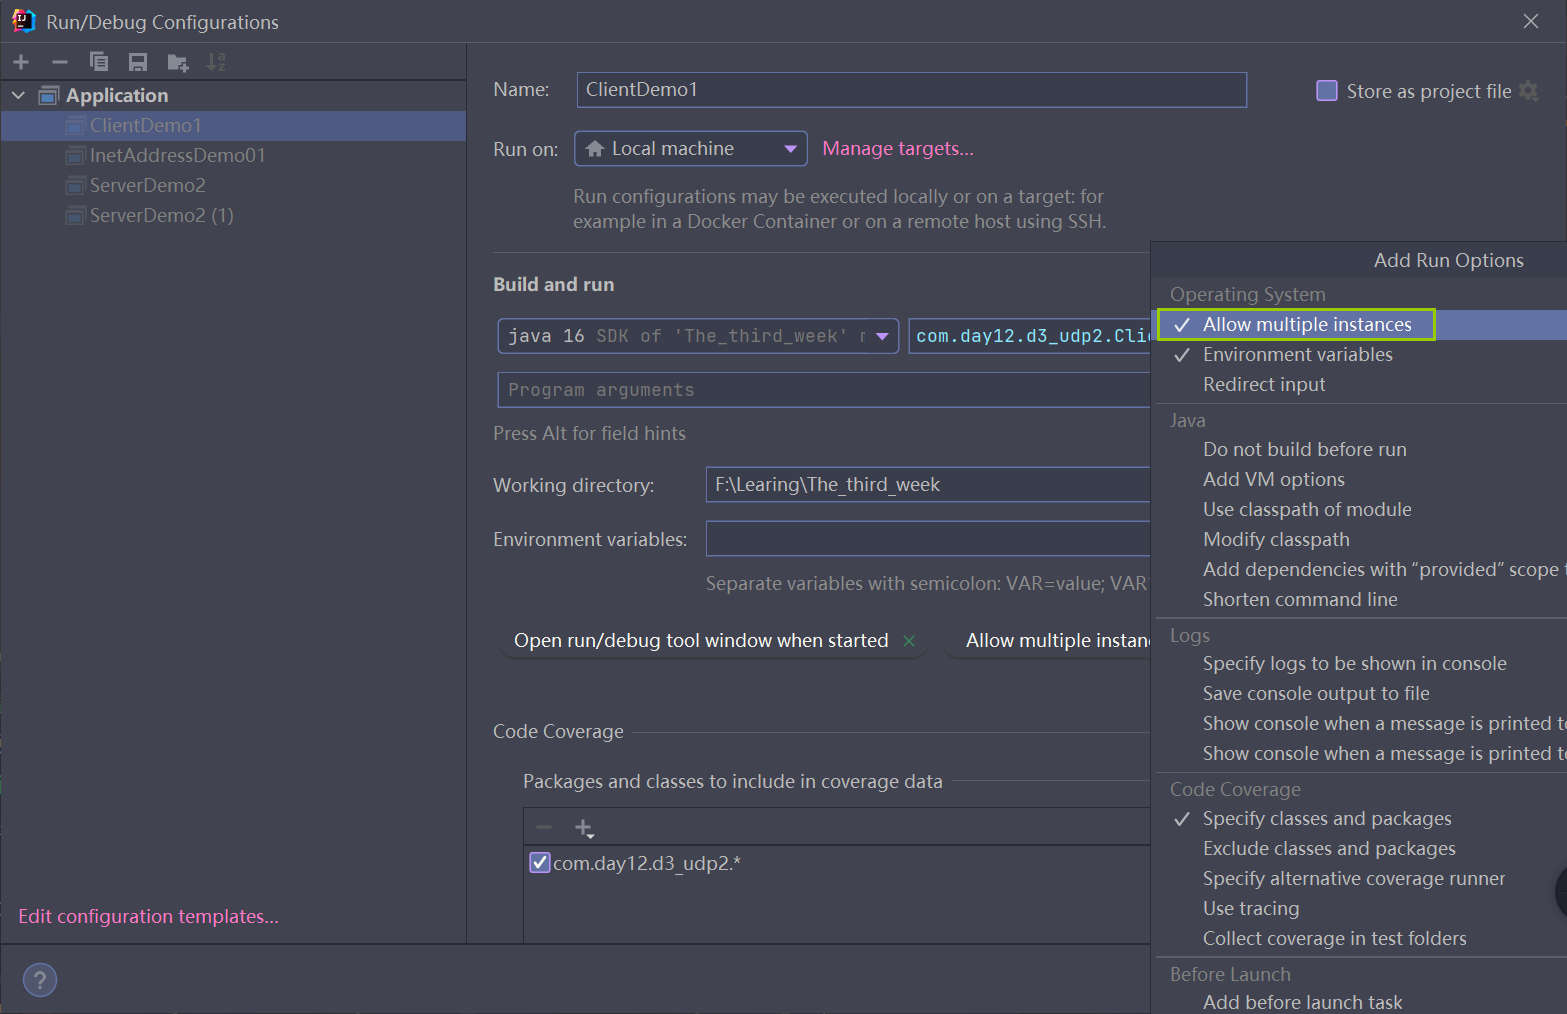 Run/Debug Configurations
Application
ClientDemo1
InetAddressDemo01
ServerDemo2
ServerDemo2 (1)
Edit configuration templates...
?
Name:
ClientDemo1
Store as project file
Run on:
Local machine
Manage targets...
Run configurations may be executed locally or on a target: for
example in a Docker Container or on a remote host using SSH.
Build and run
java 16 SDK of 'The_third_week'
com.day12.d3_udp2.Cli
Program arguments
Press Alt for field hints
Working directory:
F:\Learing\The_third_week
Environment variables:
Separate variables with semicolon: VAR=value; VAR
Open run/debug tool window when started
Allow multiple instan
Code Coverage
Packages and classes to include in coverage data
com.day12.d3_udp2.*
Add Run Options
Operating System
Allow multiple instances
Environment variables
Redirect input
Java
Do not build before run
Add VM options
Use classpath of module
Modify classpath
Add dependencies with “provided” scope
Shorten command line
Logs
Specify logs to be shown in console
Save console output to file
Show console when a message is printed to
Show console when a message is printed to
Code Coverage
Specify classes and packages
Exclude classes and packages
Specify alternative coverage runner
Use tracing
Collect coverage in test folders
Before Launch
Add before launch task